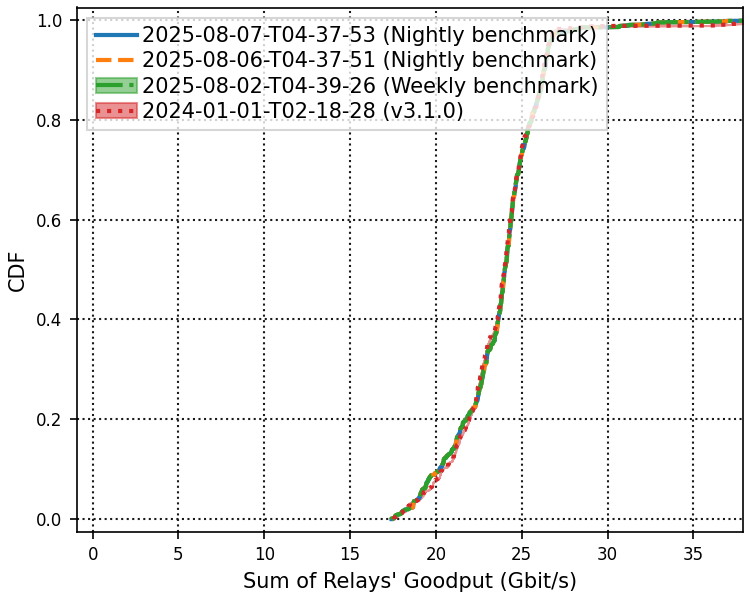 2025-08-07-T04-37-53 (Nightly benchmark)
2025-08-06-T04-37-51 (Nightly benchmark)
2025-08-02-T04-39-26 (Weekly benchmark)
2024-01-01-T02-18-28 (v3.1.0)
1.0
0.8
0.6
0.4
0.2
0.0
CDF
0 5 10 15 20 25 30 35
Sum of Relays' Goodput (Gbit/s)